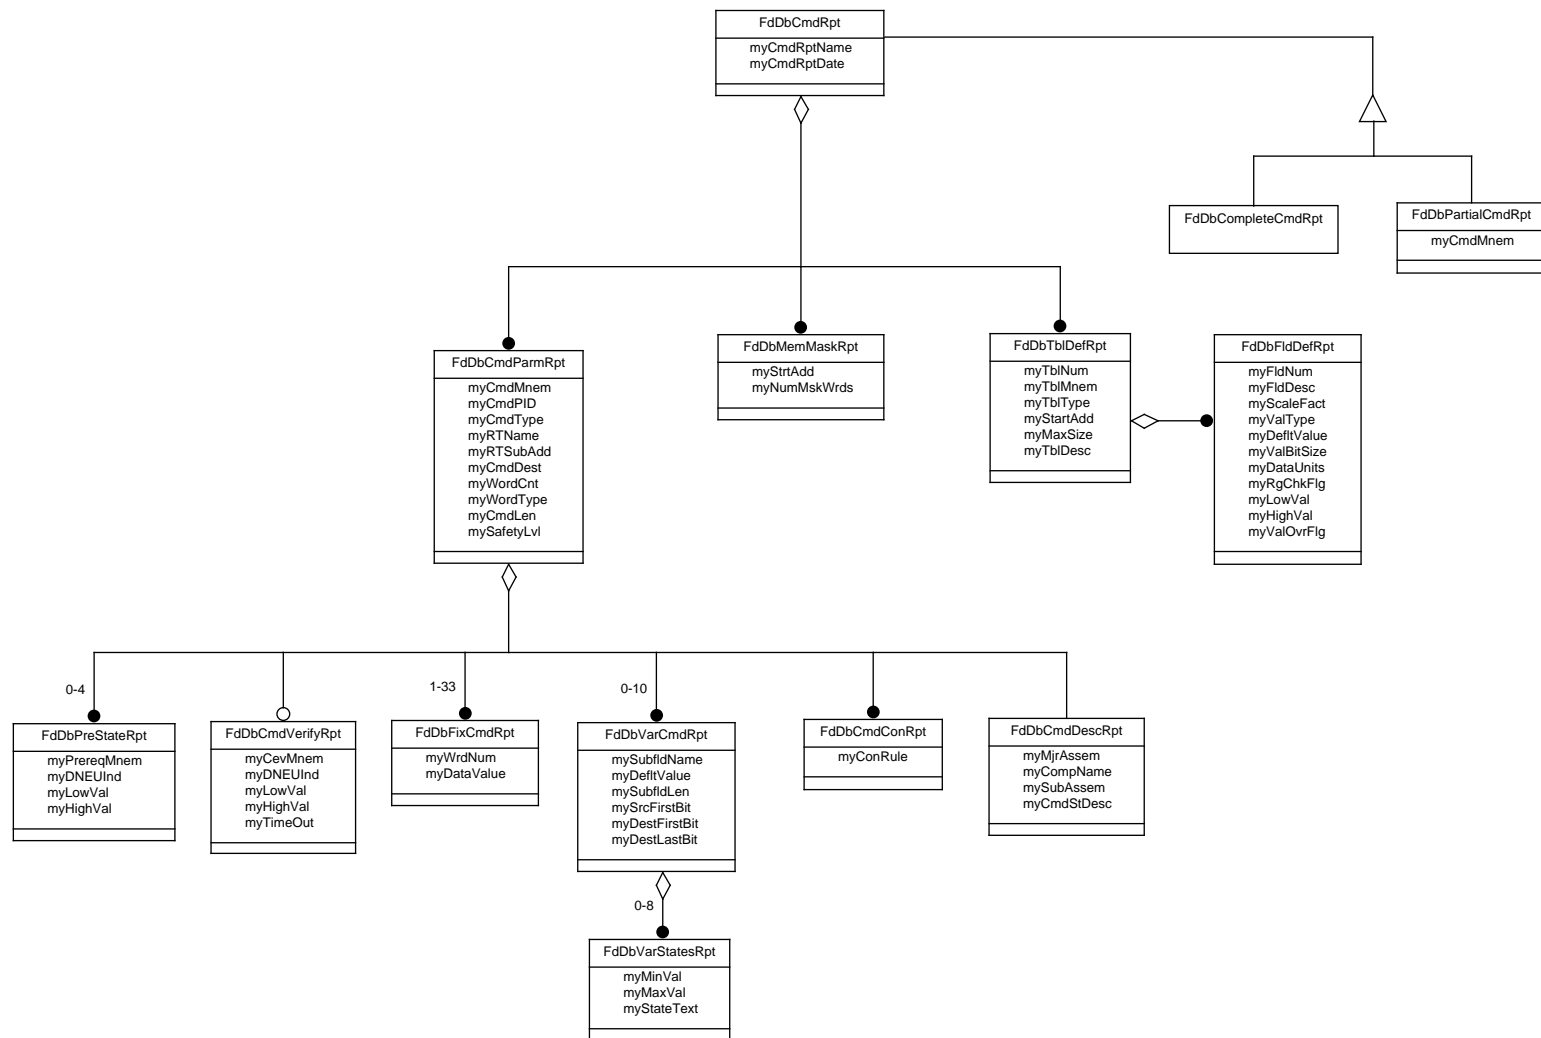 FdDbCmdRpt
myCmdRptName
myCmdRptDate
FdDbCompleteCmdRpt
FdDbPartialCmdRpt
myCmdMnem
FdDbCmdParmRpt
myCmdMnem
myCmdPID
myCmdType
myRTName
myRTSubAdd
myCmdDest
myWordCnt
myWordType
myCmdLen
mySafetyLvl
FdDbMemMaskRpt
myStrtAdd
myNumMskWrds
FdDbTblDefRpt
myTblNum
myTblMnem
myTblType
myStartAdd
myMaxSize
myTblDesc
FdDbFldDefRpt
myFldNum
myFldDesc
myScaleFact
myValType
myDefltValue
myValBitSize
myDataUnits
myRgChkFlg
myLowVal
myHighVal
myValOvrFlg
0-4
FdDbPreStateRpt
myPrereqMnem
myDNEUInd
myLowVal
myHighVal
FdDbCmdVerifyRpt
myCevMnem
myDNEUInd
myLowVal
myHighVal
myTimeOut
1-33
FdDbFixCmdRpt
myWrdNum
myDataValue
0-10
FdDbVarCmdRpt
mySubfldName
myDefltValue
mySubfldLen
mySrcFirstBit
myDestFirstBit
myDestLastBit
FdDbCmdConRpt
myConRule
FdDbCmdDescRpt
myMjrAssem
myCompName
mySubAssem
myCmdStDesc
0-8
FdDbVarStatesRpt
myMinVal
myMaxVal
myStateText